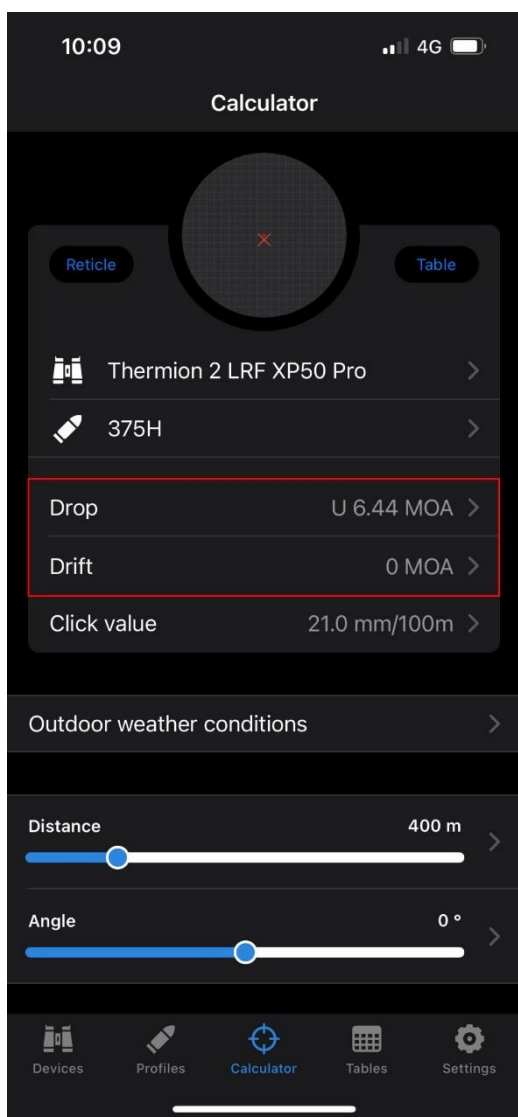 10:09 4G
Calculator
Reticle Table
Thermion 2 LRF XP50 Pro
375H
Drop U 6.44 MOA
Drift 0 MOA
Click value 21.0 mm/100m
Outdoor weather conditions
Distance 400 m
Angle 0 °
Devices Profiles Calculator Tables Settings